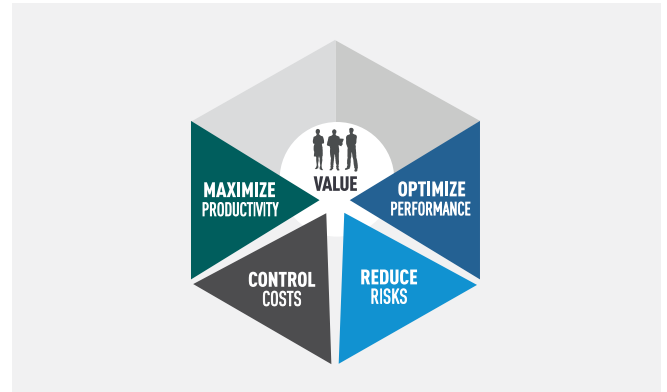 VALUE
MAXIMIZE
PRODUCTIVITY
OPTIMIZE
PERFORMANCE
CONTROL
COSTS
REDUCE
RISKS